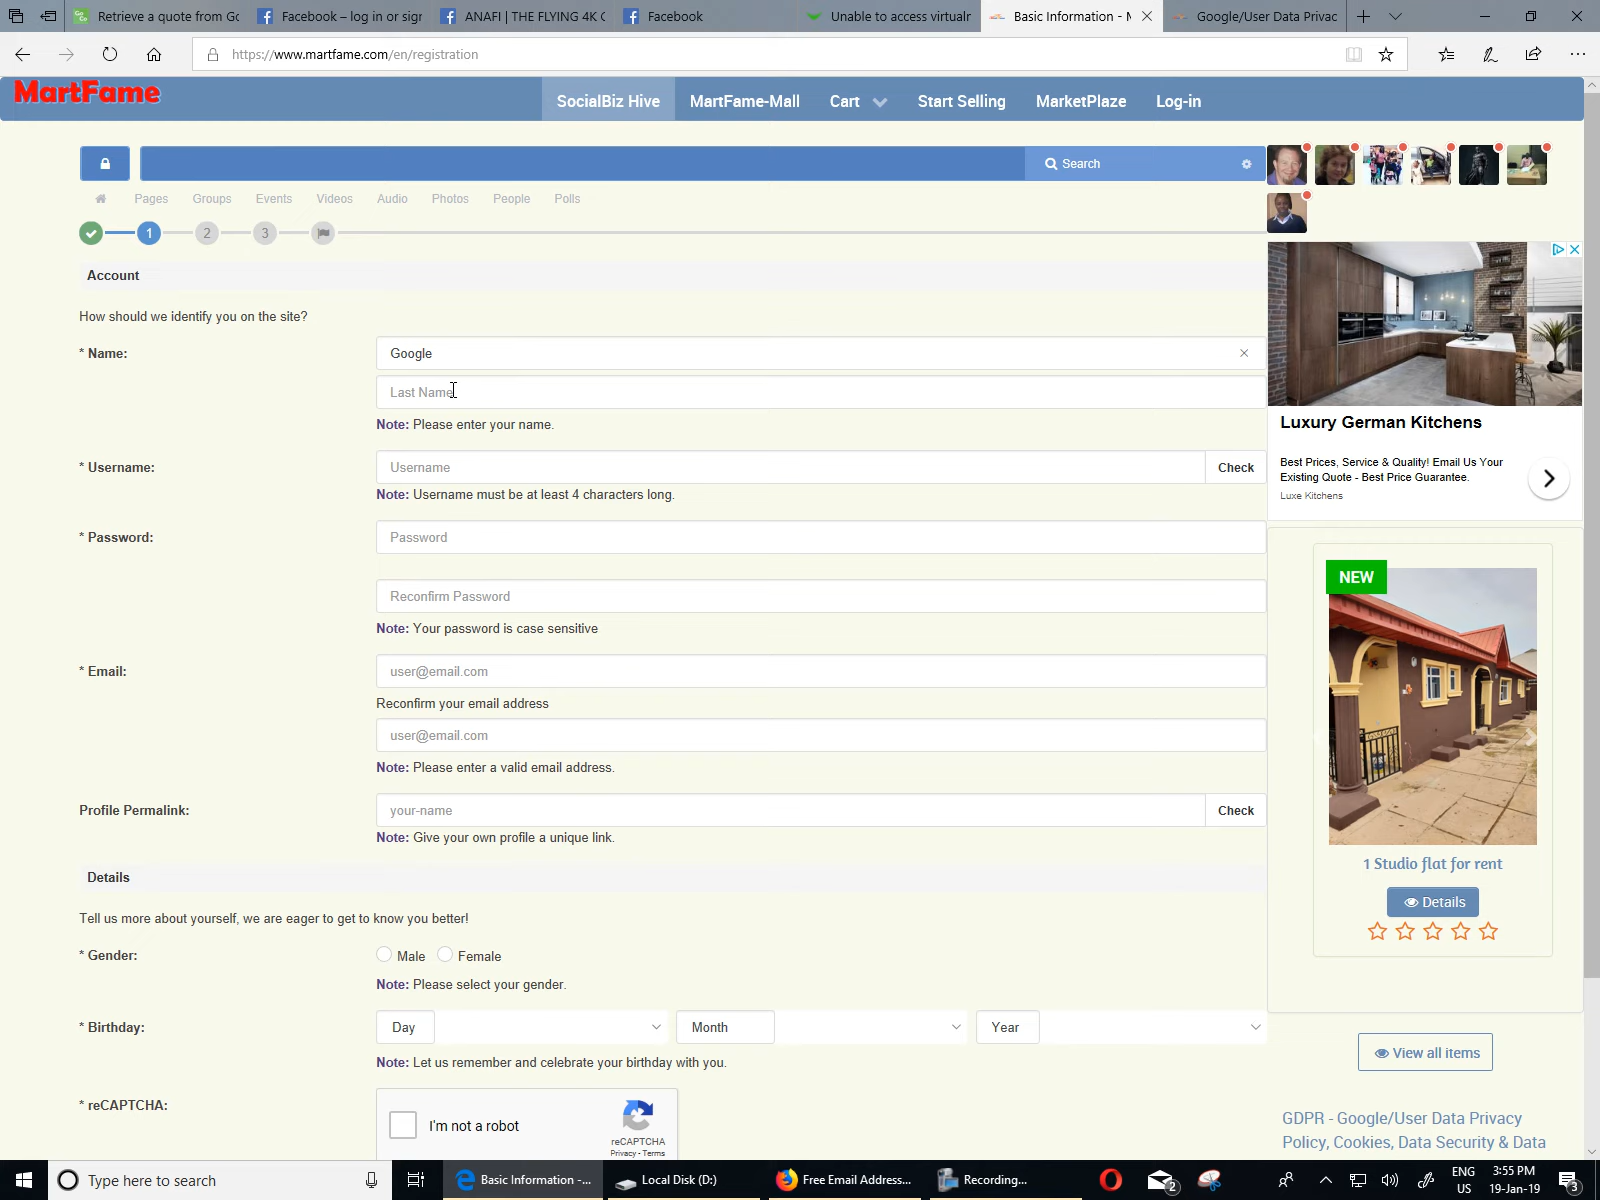 Retrieve a quote from Go
Facebook – log in or sign
ANAFI | THE FLYING 4K C
Facebook
Unable to access virtualr
Basic Information - M
Google/User Data Privac
https://www.martfame.com/en/registration
MartFame
SocialBiz Hive
MartFame-Mall
Cart
Start Selling
MarketPlaze
Log-in
Search
Pages
Groups
Events
Videos
Audio
Photos
People
Polls
1
2
3
Account
How should we identify you on the site?
* Name:
Google
Last Name
Note: Please enter your name.
* Username:
Username
Check
Note: Username must be at least 4 characters long.
* Password:
Password
Reconfirm Password
Note: Your password is case sensitive
* Email:
user@email.com
Reconfirm your email address
user@email.com
Note: Please enter a valid email address.
Profile Permalink:
your-name
Check
Note: Give your own profile a unique link.
Details
Tell us more about yourself, we are eager to get to know you better!
* Gender:
Male
Female
Note: Please select your gender.
* Birthday:
Day
Month
Year
Note: Let us remember and celebrate your birthday with you.
* reCAPTCHA:
I'm not a robot
reCAPTCHA
Privacy - Terms
Luxury German Kitchens
Best Prices, Service & Quality! Email Us Your
Existing Quote - Best Price Guarantee.
Luxe Kitchens
NEW
1 Studio flat for rent
Details
View all items
GDPR - Google/User Data Privacy
Policy, Cookies, Data Security & Data
Type here to search
Basic Information -...
Local Disk (D:)
Free Email Address...
Recording...
2
ENG
US
3:55 PM
19-Jan-19
3